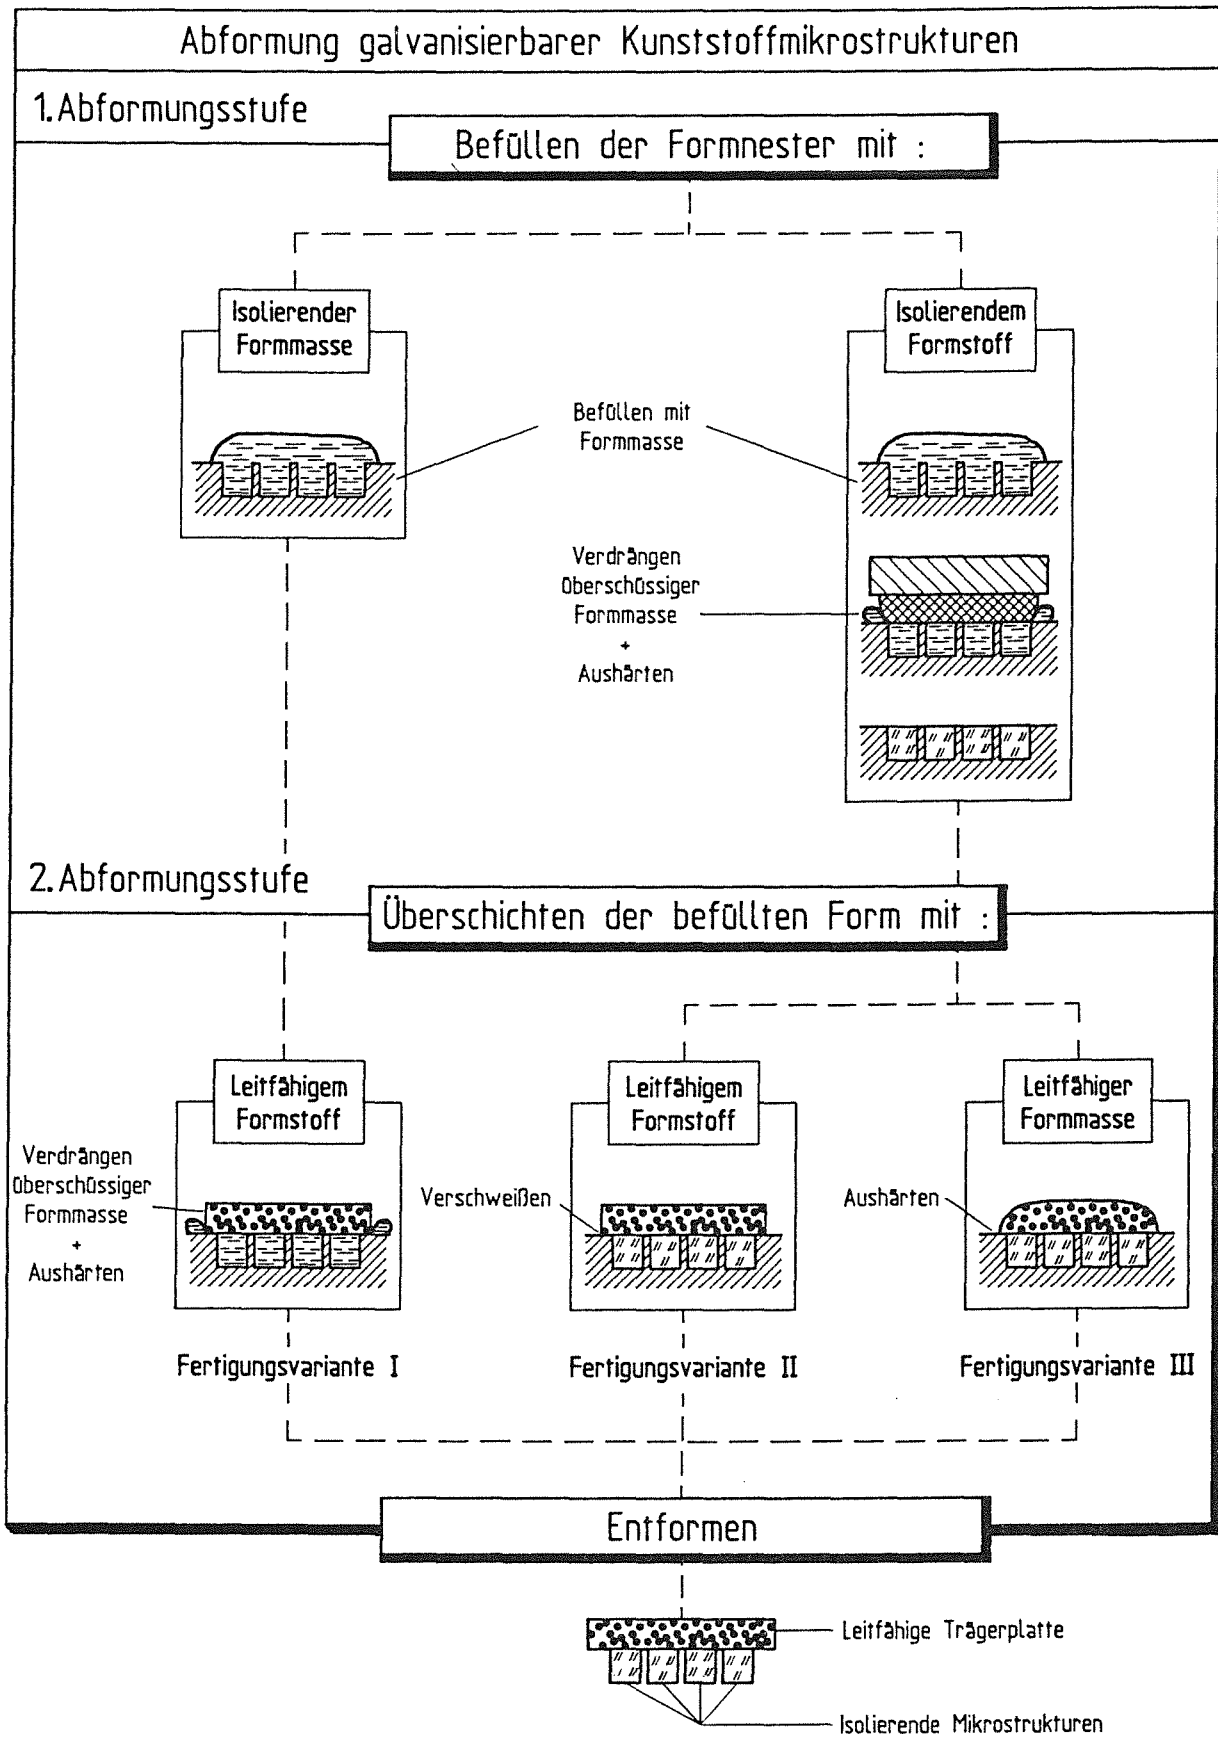 Abformung galvanisierbarer Kunststoffmikrostrukturen
1. Abformungsstufe
Befüllen der Formnester mit :
Isolierender
Formmasse
Isolierendem
Formstoff
Befüllen mit
Formmasse
Verdrängen
überschüssiger
Formmasse
+
Aushärten
2. Abformungsstufe
Überschichten der befüllten Form mit :
Leitfähigem
Formstoff
Leitfähigem
Formstoff
Leitfähiger
Formmasse
Verdrängen
überschüssiger
Formmasse
+
Aushärten
Verschweißen
Aushärten
Fertigungsvariante I
Fertigungsvariante II
Fertigungsvariante III
Entformen
Leitfähige Trägerplatte
Isolierende Mikrostrukturen